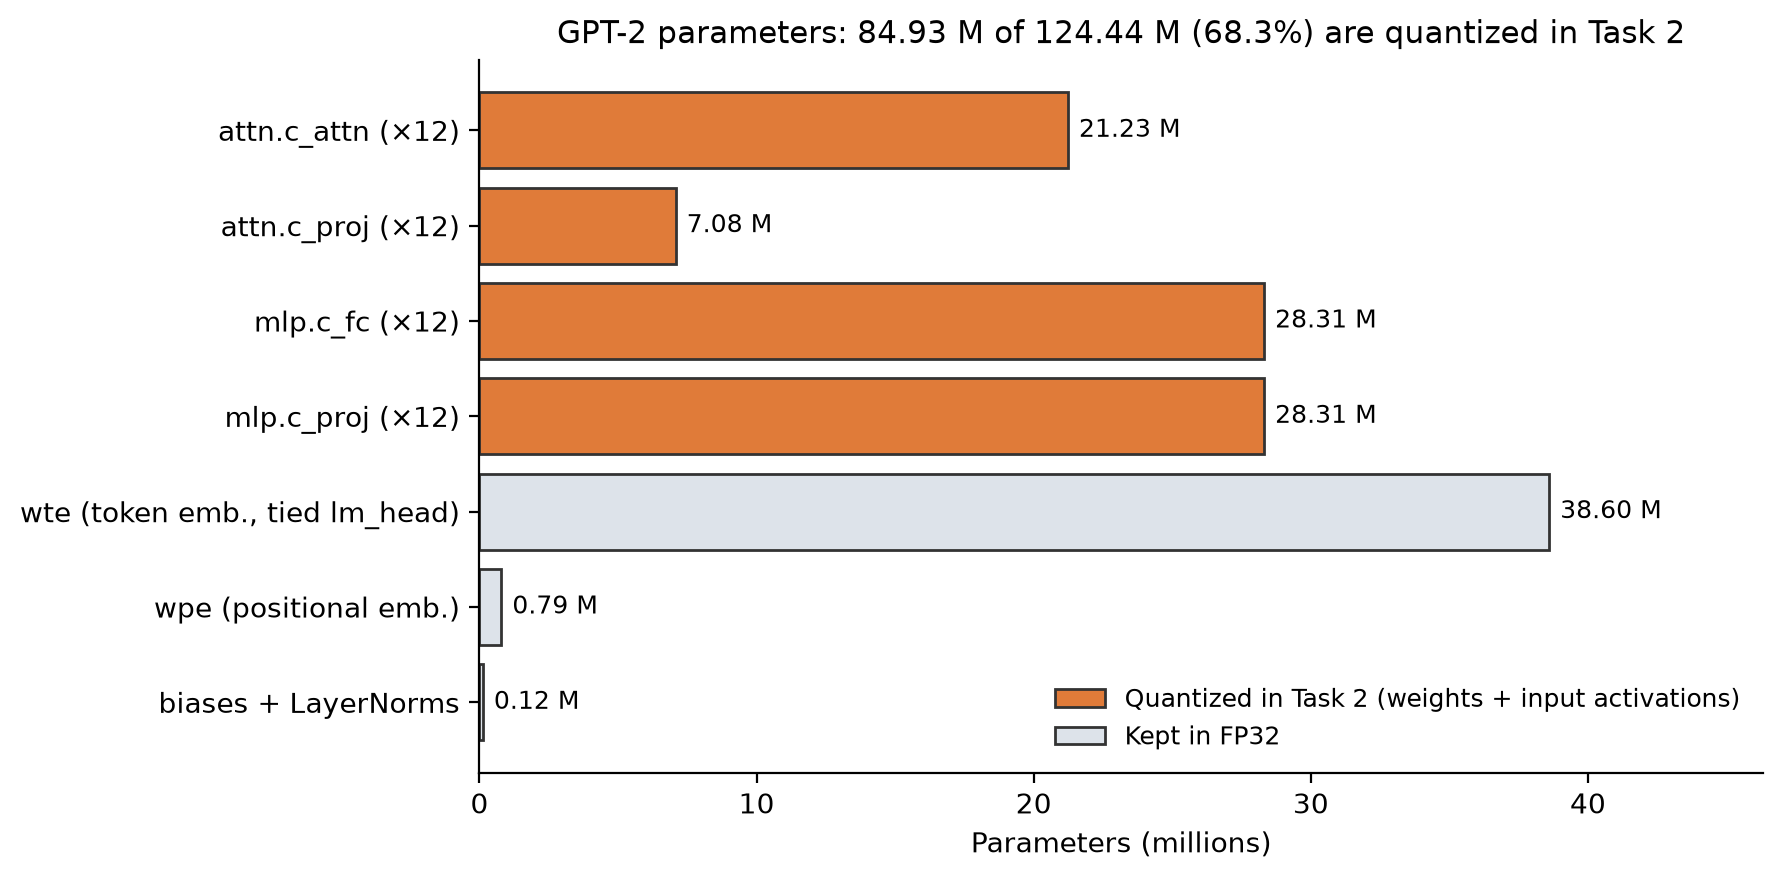 GPT-2 parameters: 84.93 M of 124.44 M (68.3%) are quantized in Task 2
attn.c_attn (×12)
21.23 M
attn.c_proj (×12)
7.08 M
mlp.c_fc (×12)
28.31 M
mlp.c_proj (×12)
28.31 M
wte (token emb., tied lm_head)
38.60 M
wpe (positional emb.)
0.79 M
biases + LayerNorms
0.12 M
Quantized in Task 2 (weights + input activations)
Kept in FP32
0 10 20 30 40
Parameters (millions)